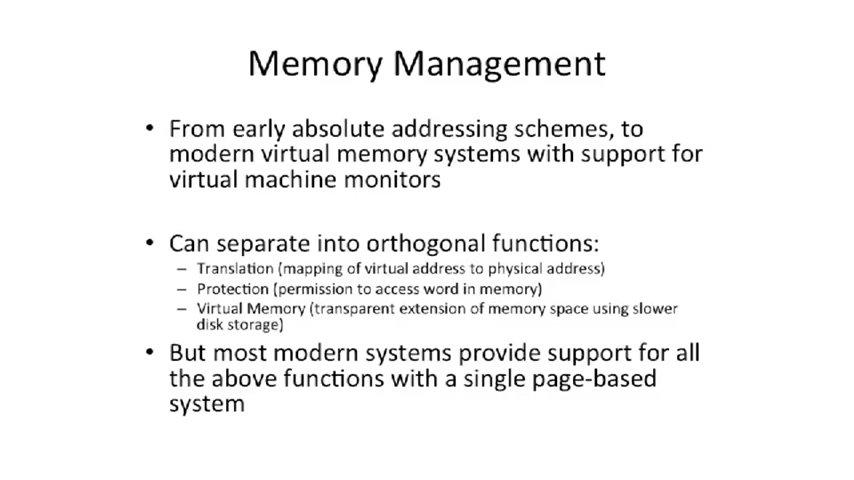 Memory Management
• From early absolute addressing schemes, to
modern virtual memory systems with support for
virtual machine monitors
• Can separate into orthogonal functions:
– Translation (mapping of virtual address to physical address)
– Protection (permission to access word in memory)
– Virtual Memory (transparent extension of memory space using slower
disk storage)
• But most modern systems provide support for all
the above functions with a single page-based
system